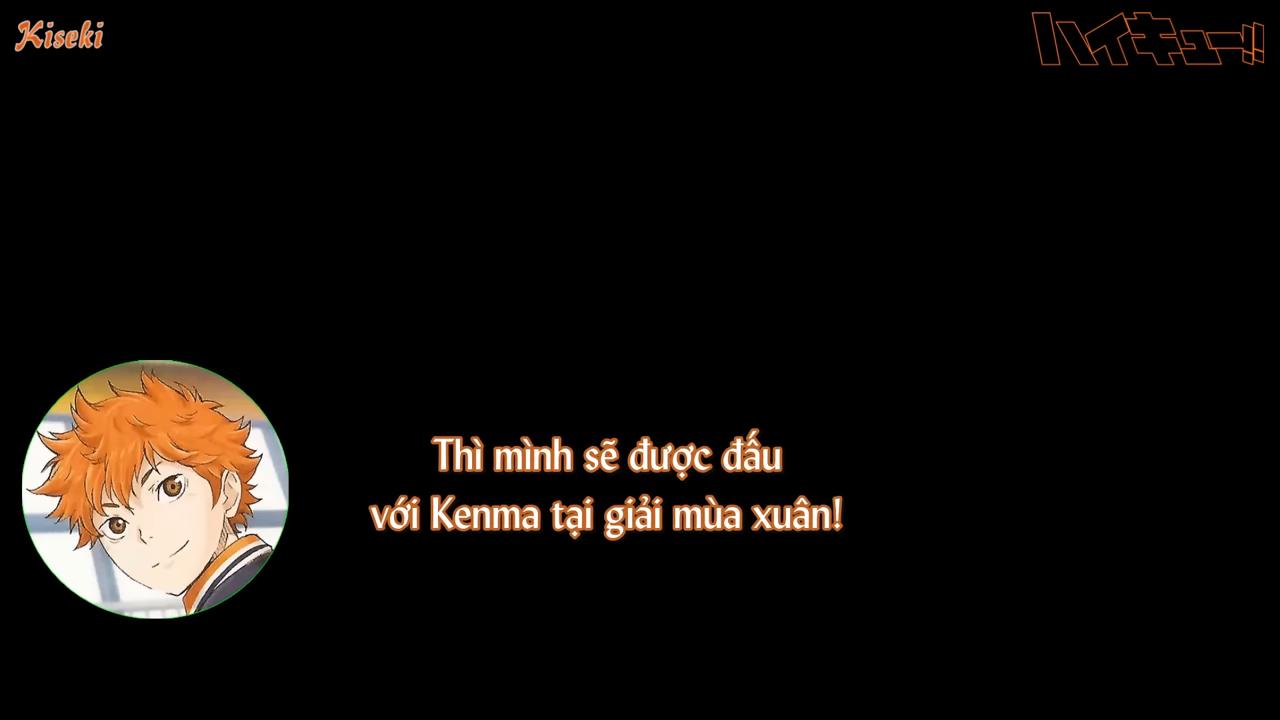 Kiseki
ハイキュー!!
Thì mình sẽ được đấu
với Kenma tại giải mùa xuân!